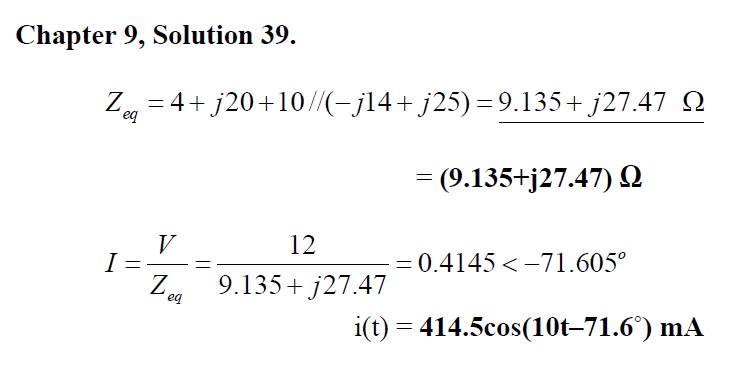 Chapter 9, Solution 39.
Z_eq = 4 + j20 + 10 //(− j14 + j25) = 9.135 + j27.47 Ω
= (9.135+j27.47) Ω
I = V / Z_eq = 12 / (9.135 + j27.47) = 0.4145 < −71.605°
i(t) = 414.5cos(10t–71.6°) mA